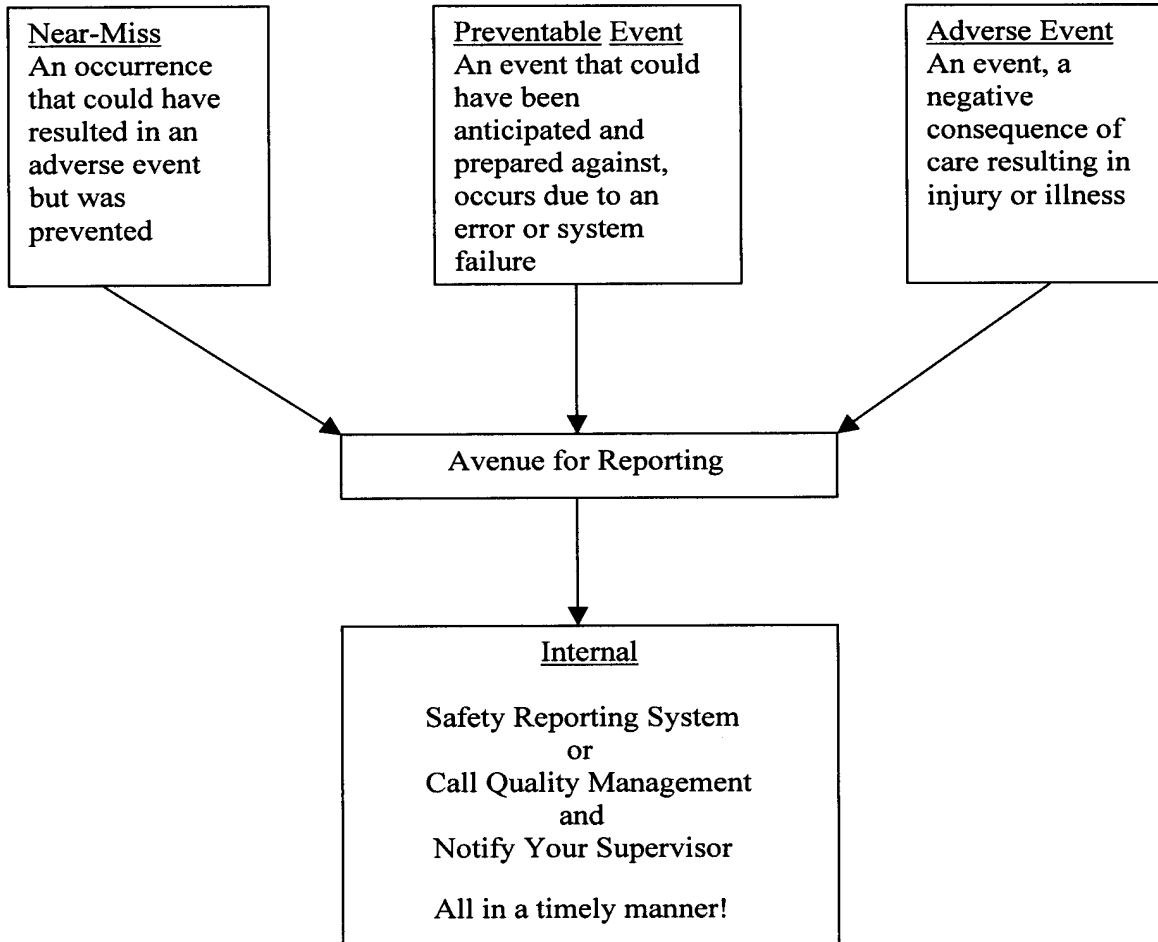 Near-Miss
An occurrence
that could have
resulted in an
adverse event
but was
prevented
Preventable Event
An event that could
have been
anticipated and
prepared against,
occurs due to an
error or system
failure
Adverse Event
An event, a
negative
consequence of
care resulting in
injury or illness
Avenue for Reporting
Internal
Safety Reporting System
or
Call Quality Management
and
Notify Your Supervisor
All in a timely manner!